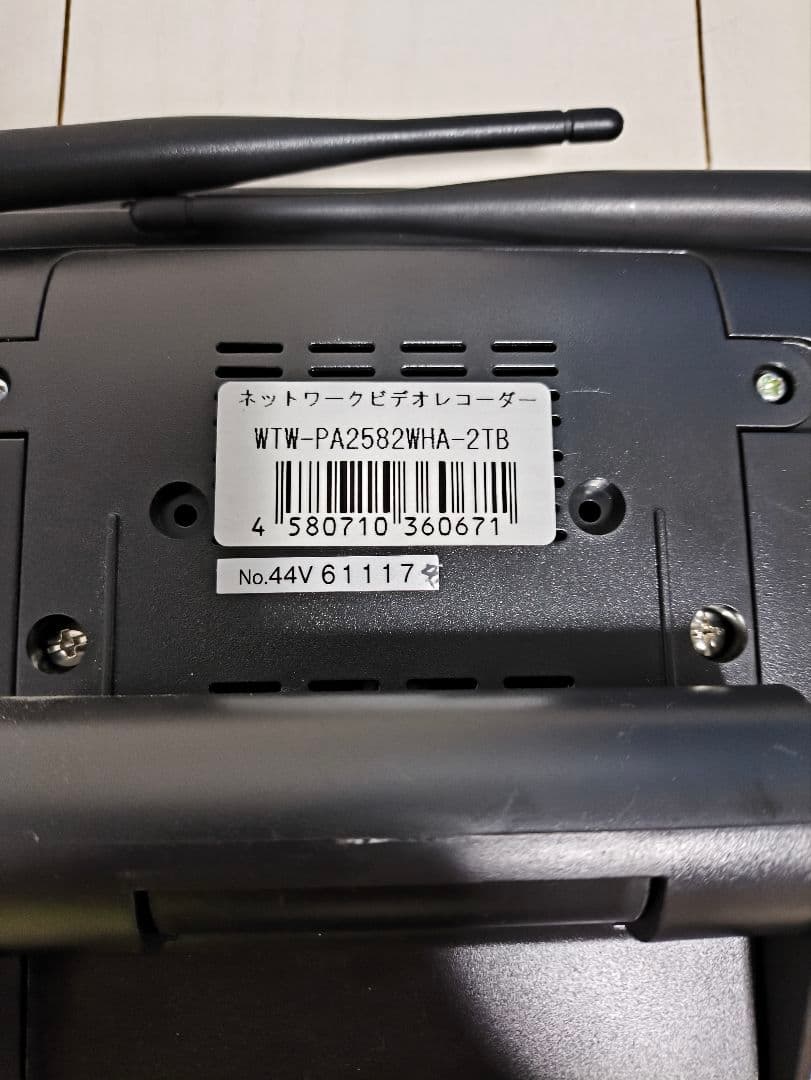 ネットワークビデオレコーダー
WTW-PA2582WHA-2TB
4 580710 360671
No.44V 61117